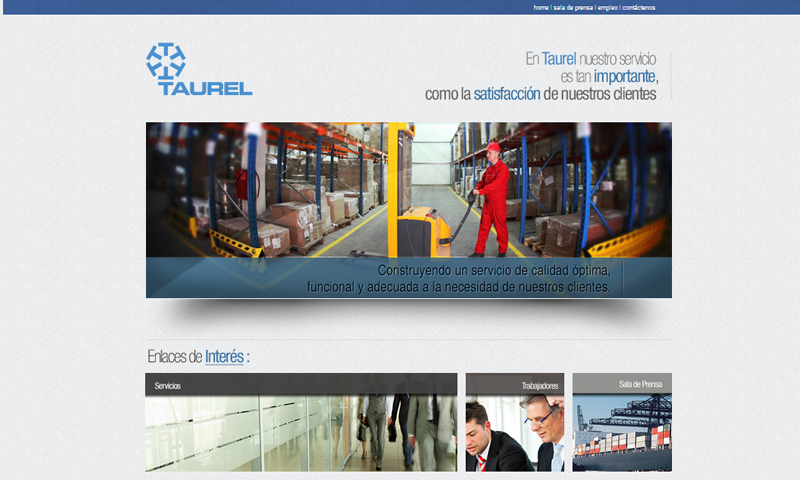 home | sala de prensa | empleo | contáctenos
TAUREL
En Taurel nuestro servicio
es tan importante,
como la satisfacción de nuestros clientes
Construyendo un servicio de calidad óptima,
funcional y adecuada a la necesidad de nuestros clientes.
Enlaces de Interés :
Servicios
Trabajadores
Sala de Prensa